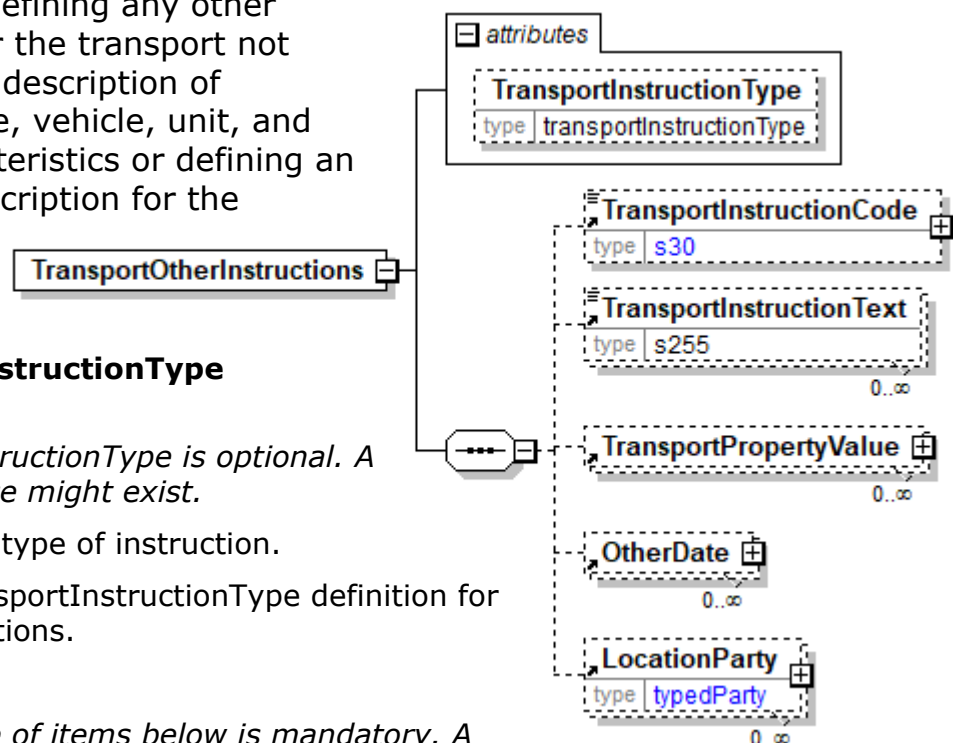 efining any other
r the transport not
description of
e, vehicle, unit, and
teristics or defining an
cription for the
TransportOtherInstructions
structionType
ructionType is optional. A
e might exist.
type of instruction.
sportInstructionType definition for
tions.
of items below is mandatory. A
attributes
TransportInstructionType
type transportInstructionType
TransportInstructionCode
type s30
TransportInstructionText
type s255
0..∞
TransportPropertyValue
0..∞
OtherDate
0..∞
LocationParty
type typedParty
0..∞